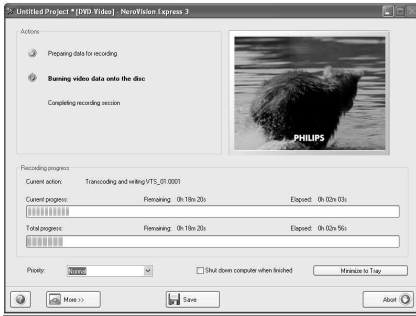 Untitled Project * [DVD-Video] - NeroVision Express 3
Actions
Preparing data for recording
Burning video data onto the disc
Completing recording session
PHILIPS
Recording progress
Current action: Transcoding and writing VTS_01.0001
Current progress: Remaining: 0h 18m 20s Elapsed: 0h 02m 03s
Total progress: Remaining: 0h 18m 20s Elapsed: 0h 02m 56s
Priority: Normal Shut down computer when finished Minimize to Tray
More >> Save Abort